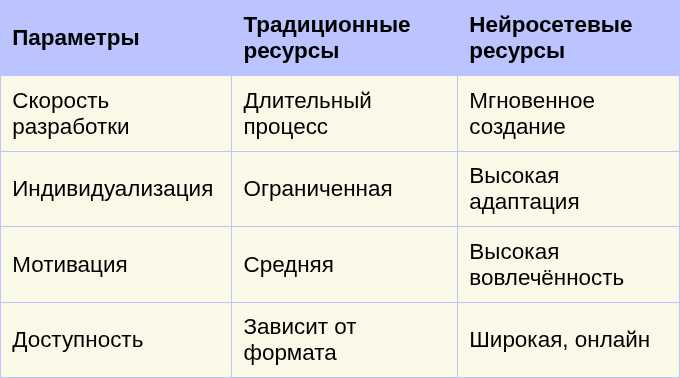 Параметры
Традиционные
ресурсы
Нейросетевые
ресурсы
Скорость
разработки
Длительный
процесс
Мгновенное
создание
Индивидуализация
Ограниченная
Высокая
адаптация
Мотивация
Средняя
Высокая
вовлечённость
Доступность
Зависит от
формата
Широкая, онлайн